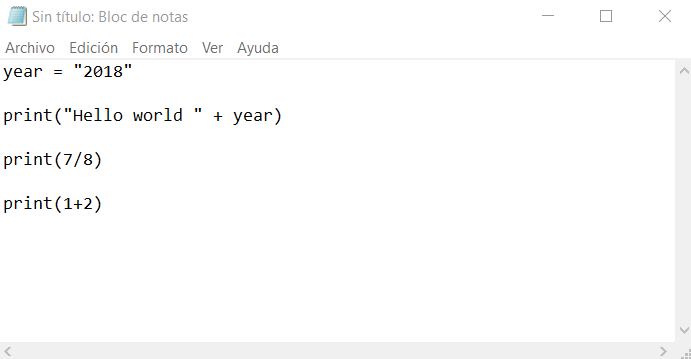 Sin título: Bloc de notas
Archivo Edición Formato Ver Ayuda
year = "2018"
print("Hello world " + year)
print(7/8)
print(1+2)